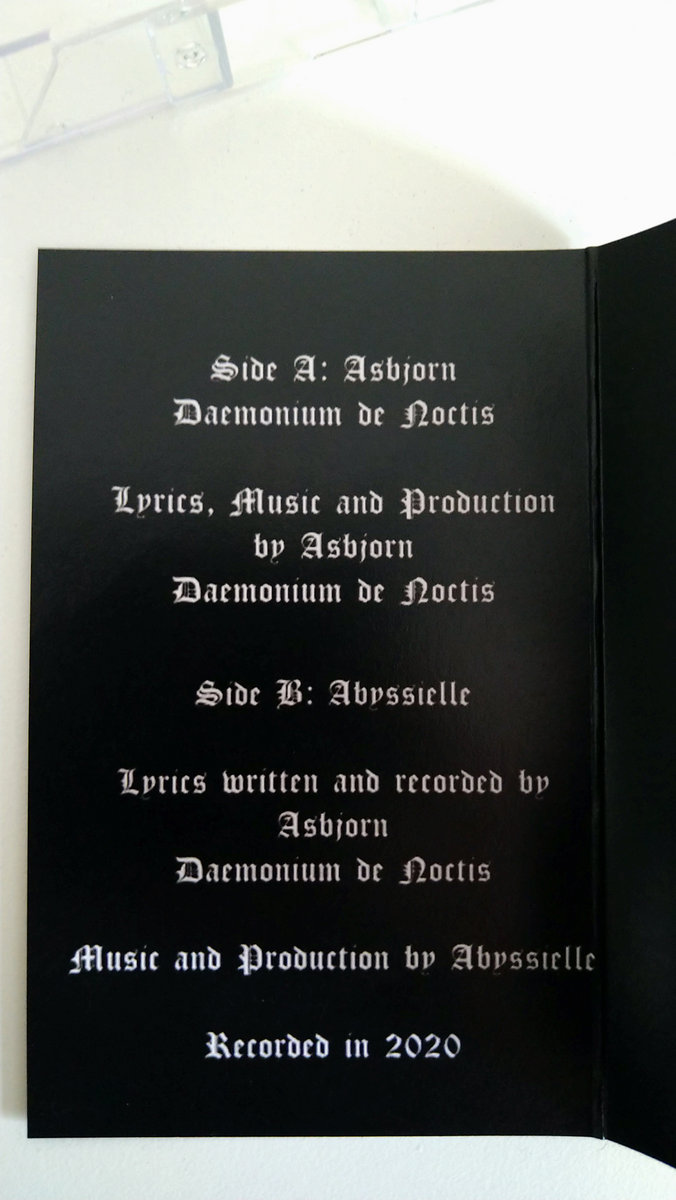 Side A: Asbjorn
Daemonium de Noctis
Lyrics, Music and Production
by Asbjorn
Daemonium de Noctis
Side B: Abyssielle
Lyrics written and recorded by
Asbjorn
Daemonium de Noctis
Music and Production by Abyssielle
Recorded in 2020